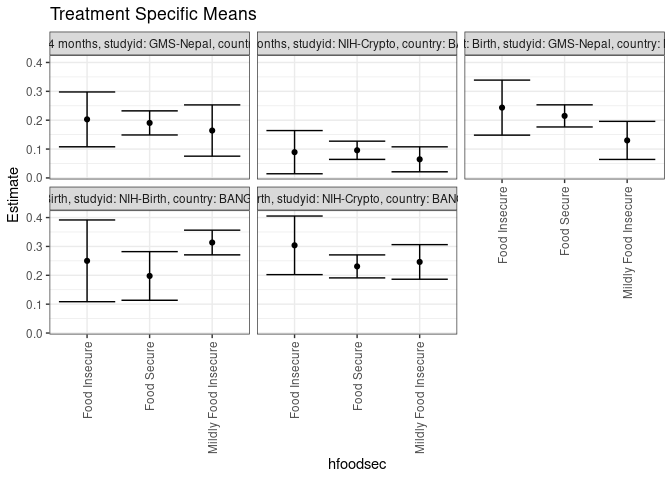 Treatment Specific Means
4 months, studyid: GMS-Nepal, countr
onths, studyid: NIH-Crypto, country: BA
t: Birth, studyid: GMS-Nepal, country: 
0.4
0.3
0.2
0.1
0.0
Birth, studyid: NIH-Birth, country: BANG
rth, studyid: NIH-Crypto, country: BANG
0.4
0.3
0.2
0.1
0.0
Estimate
Food Insecure
Food Secure
Mildly Food Insecure
Food Insecure
Food Secure
Mildly Food Insecure
Food Insecure
Food Secure
Mildly Food Insecure
hfoodsec